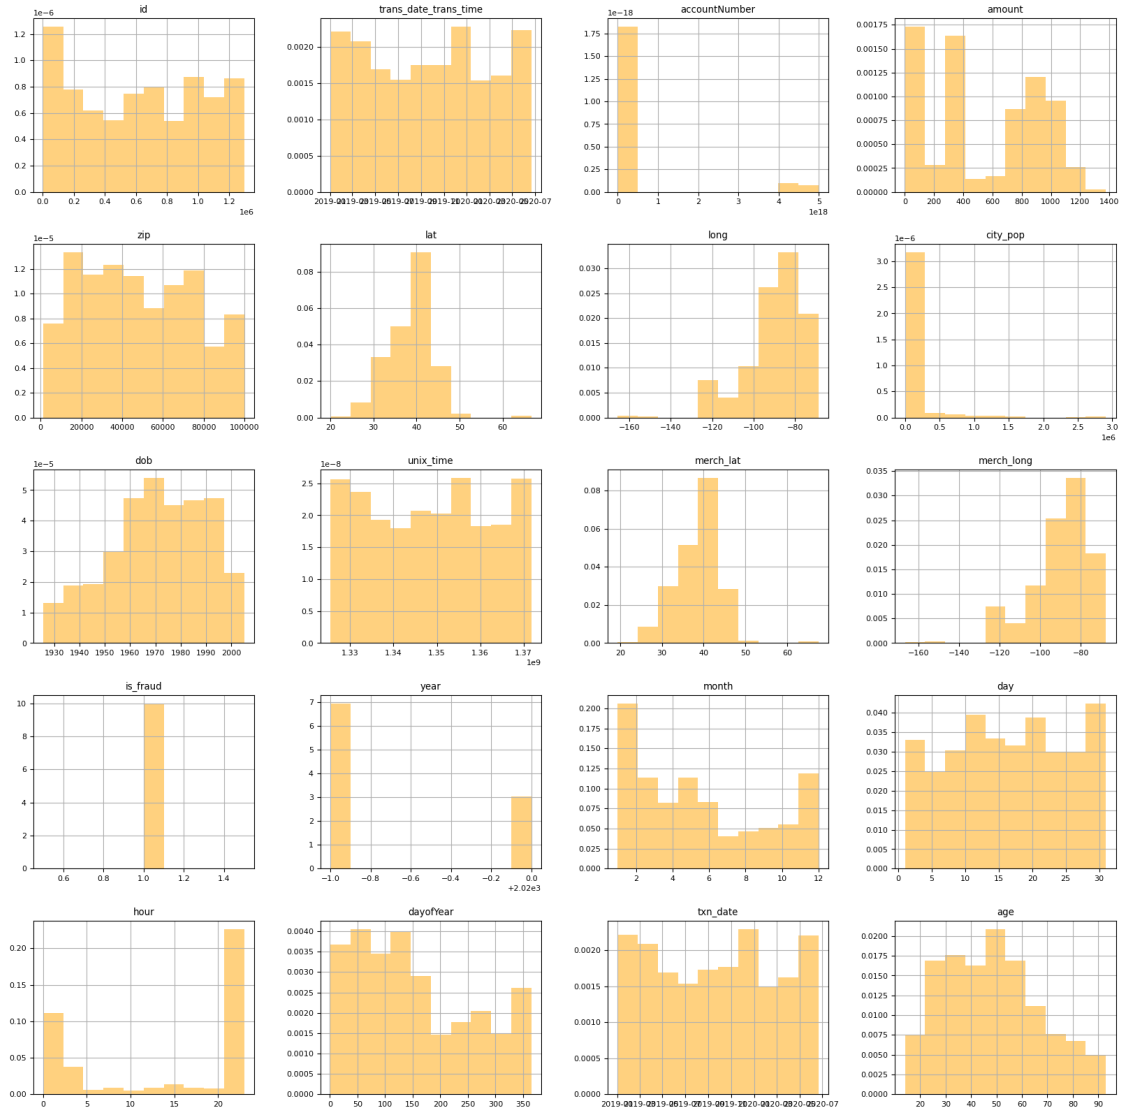 id
trans_date_trans_time
accountNumber
amount
1e-6
1e-18
1.2
1.0
0.8
0.6
0.4
0.2
0.0
0.0 0.2 0.4 0.6 0.8 1.0 1.2
1e6
0.0020
0.0015
0.0010
0.0005
0.0000
1.75
1.50
1.25
1.00
0.75
0.50
0.25
0.00
0 1 2 3 4 5
1e18
0.00175
0.00150
0.00125
0.00100
0.00075
0.00050
0.00025
0.00000
0 200 400 600 800 1000 1200 1400
zip
lat
long
city_pop
1e-5
1e-6
1.4
1.2
1.0
0.8
0.6
0.4
0.2
0.0
0 20000 40000 60000 80000 100000
0.08
0.06
0.04
0.02
0.00
20 30 40 50 60
0.030
0.025
0.020
0.015
0.010
0.005
0.000
−160 −140 −120 −100 −80
3.0
2.5
2.0
1.5
1.0
0.5
0.0
0.0 0.5 1.0 1.5 2.0 2.5 3.0
1e6
dob
unix_time
merch_lat
merch_long
1e-5
1e-8
5
4
3
2
1
0
1930 1940 1950 1960 1970 1980 1990 2000
2.5
2.0
1.5
1.0
0.5
0.0
1.33 1.34 1.35 1.36 1.37
1e9
0.08
0.06
0.04
0.02
0.00
20 30 40 50 60
0.035
0.030
0.025
0.020
0.015
0.010
0.005
0.000
−160 −140 −120 −100 −80
is_fraud
year
month
day
10
8
6
4
2
0
0.6 0.8 1.0 1.2 1.4
7
6
5
4
3
2
1
0
−1.0 −0.8 −0.6 −0.4 −0.2 0.0
+2.02e3
0.200
0.175
0.150
0.125
0.100
0.075
0.050
0.025
0.000
2 4 6 8 10 12
0.040
0.035
0.030
0.025
0.020
0.015
0.010
0.005
0.000
0 5 10 15 20 25 30
hour
dayofYear
txn_date
age
0.20
0.15
0.10
0.05
0.00
0 5 10 15 20
0.0040
0.0035
0.0030
0.0025
0.0020
0.0015
0.0010
0.0005
0.0000
0 50 100 150 200 250 300 350
0.0020
0.0015
0.0010
0.0005
0.0000
0.0200
0.0175
0.0150
0.0125
0.0100
0.0075
0.0050
0.0025
0.0000
20 30 40 50 60 70 80 90